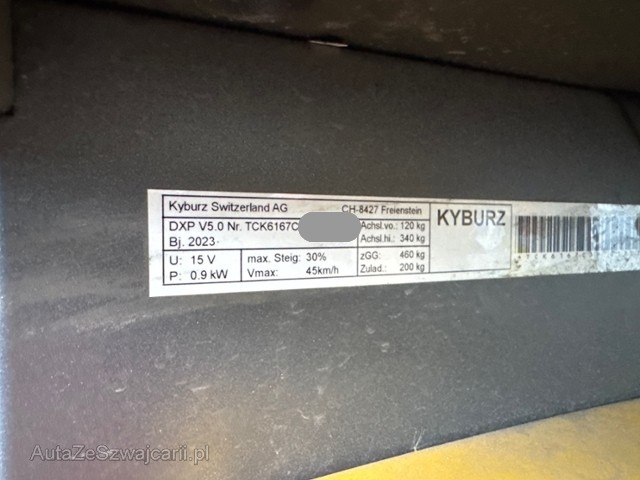 Kyburz Switzerland AG CH-8427 Freienstein
DXP V5.0 Nr. TCK6167C Achsl.vo.: 120 kg
Bj. 2023 Achsl.hi.: 340 kg
U: 15 V max. Steig: 30% zGG: 460 kg
P: 0.9 kW Vmax: 45km/h Zulad.: 200 kg
KYBURZ
AutaZeSzwajcarii.pl